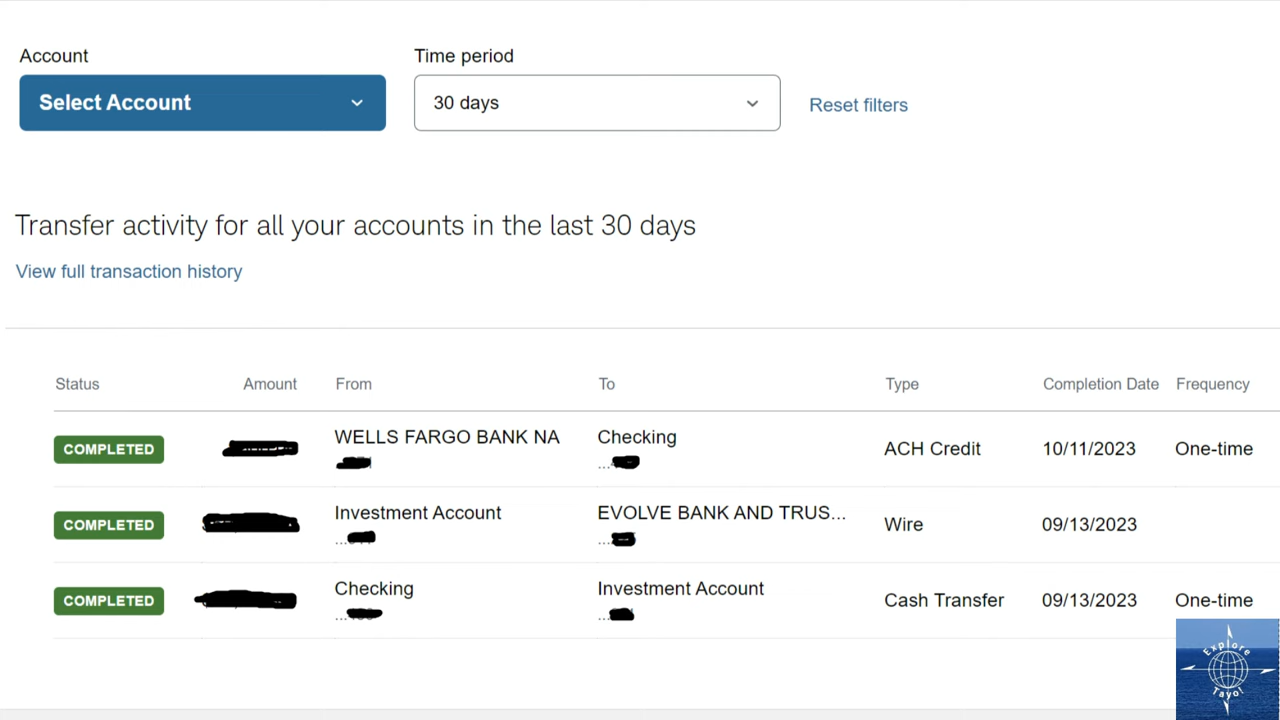 Account
Time period
Select Account
30 days
Reset filters
Transfer activity for all your accounts in the last 30 days
View full transaction history
Status Amount From To Type Completion Date Frequency
COMPLETED WELLS FARGO BANK NA Checking ACH Credit 10/11/2023 One-time
...
COMPLETED Investment Account EVOLVE BANK AND TRUS... Wire 09/13/2023
... ...
COMPLETED Checking Investment Account Cash Transfer 09/13/2023 One-time
... ...
Explore
Tayo!